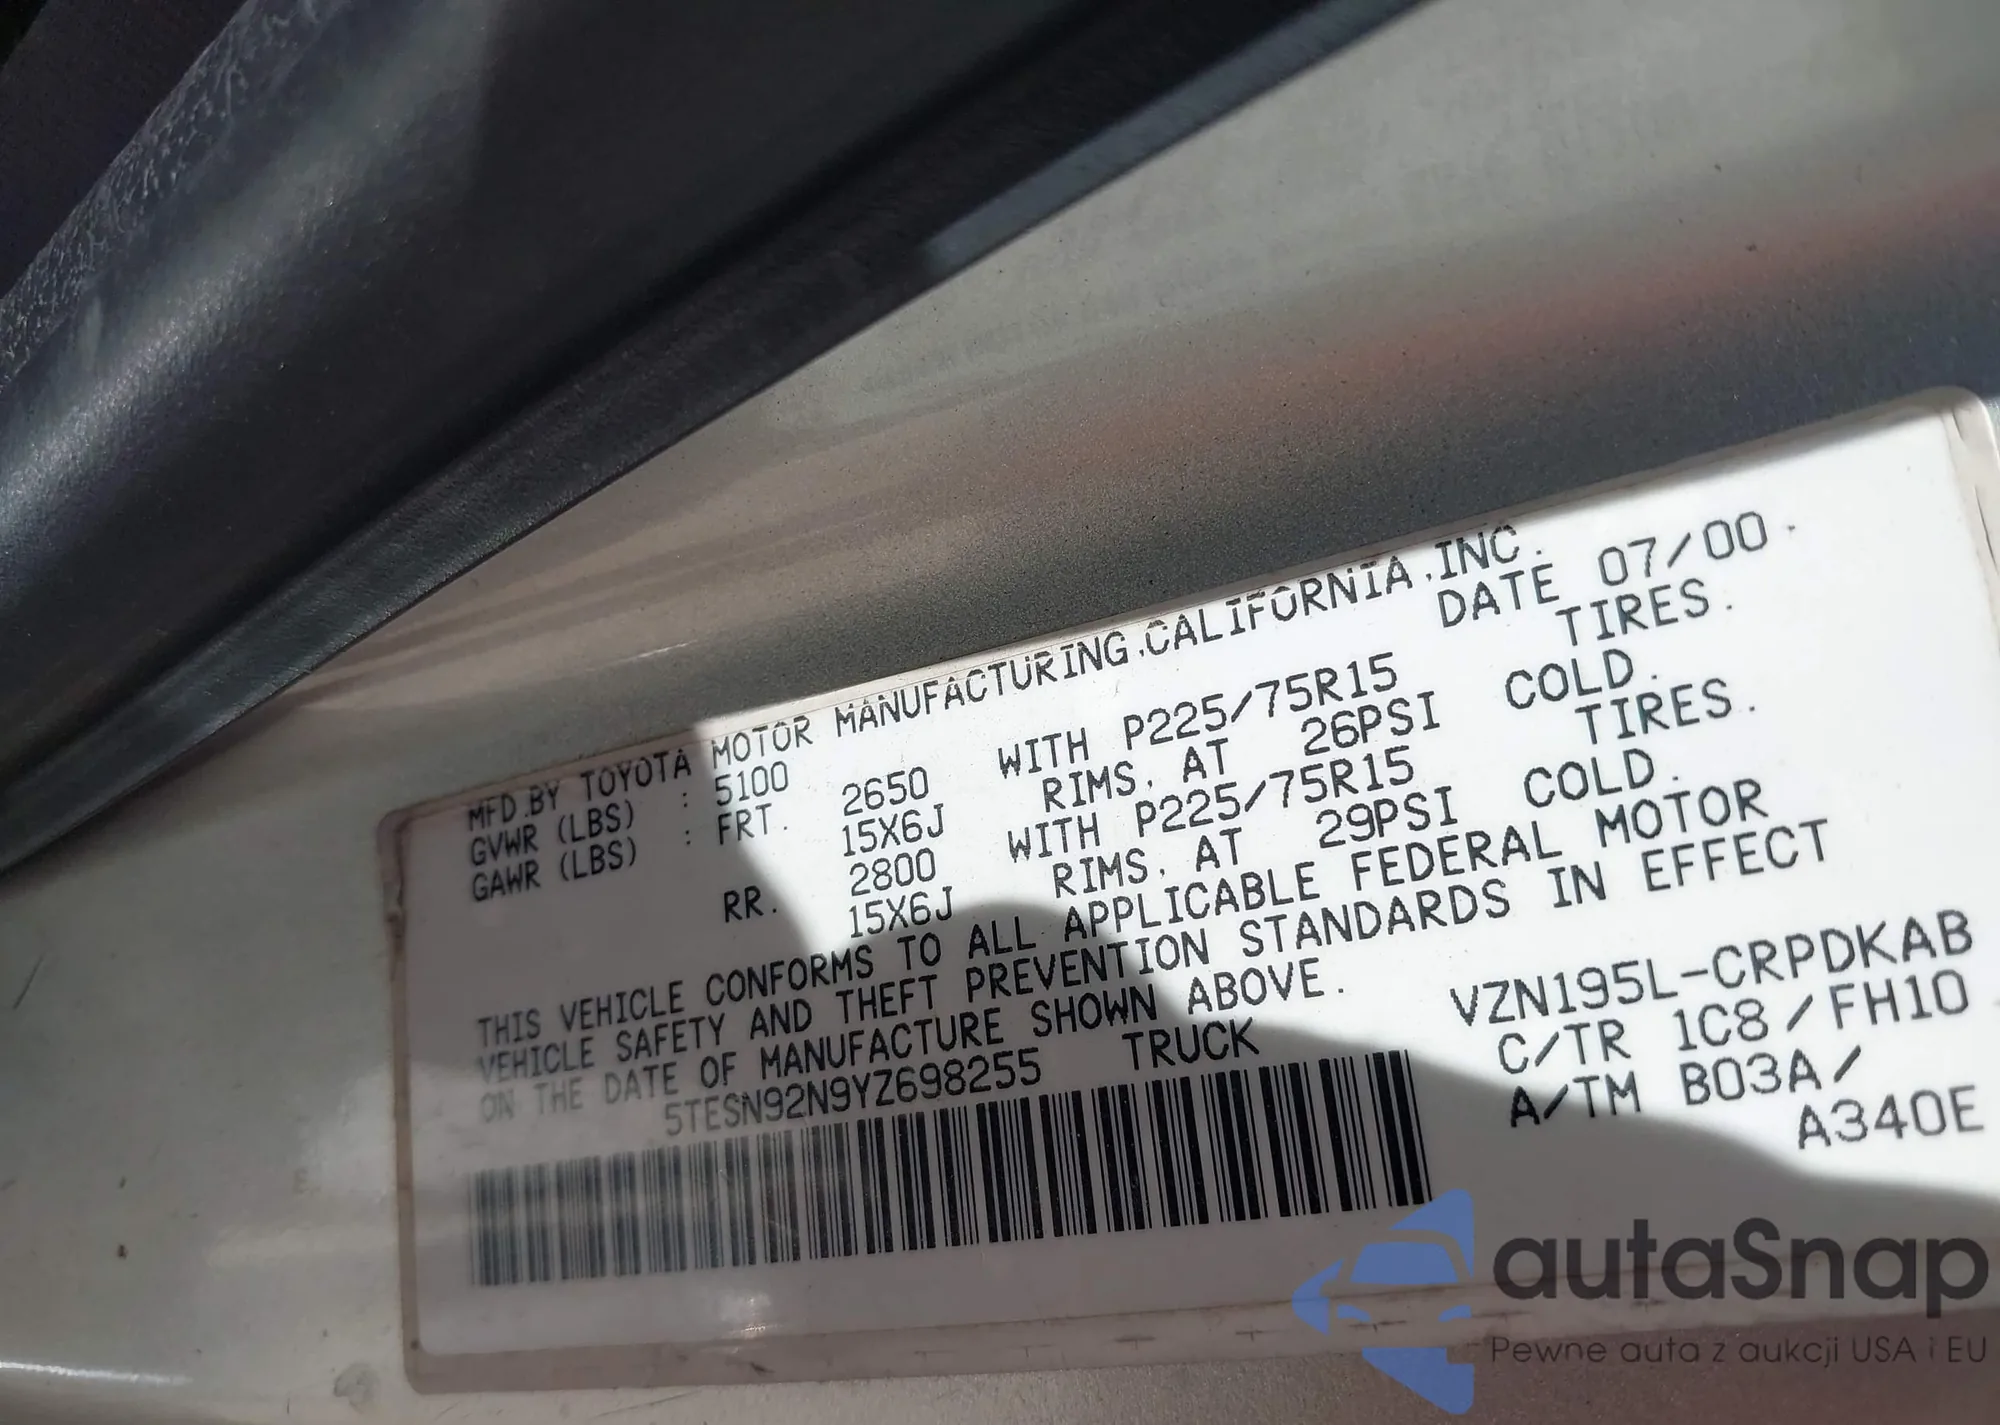 MFD.BY TOYOTA MOTOR MANUFACTURING,CALIFORNIA,INC.
GVWR (LBS) : 5100 DATE 07/00
GAWR (LBS) : FRT. 2650 WITH P225/75R15 TIRES.
15X6J RIMS, AT 26PSI COLD.
RR. 2800 WITH P225/75R15 TIRES.
15X6J RIMS, AT 29PSI COLD.
THIS VEHICLE CONFORMS TO ALL APPLICABLE FEDERAL MOTOR
VEHICLE SAFETY AND THEFT PREVENTION STANDARDS IN EFFECT
ON THE DATE OF MANUFACTURE SHOWN ABOVE.
5TESN92N9YZ698255 TRUCK
VZN195L-CRPDKAB
C/TR 1C8/FH10
A/TM B03A/
A340E
autaSnap
Pewne auta z aukcji USA i EU